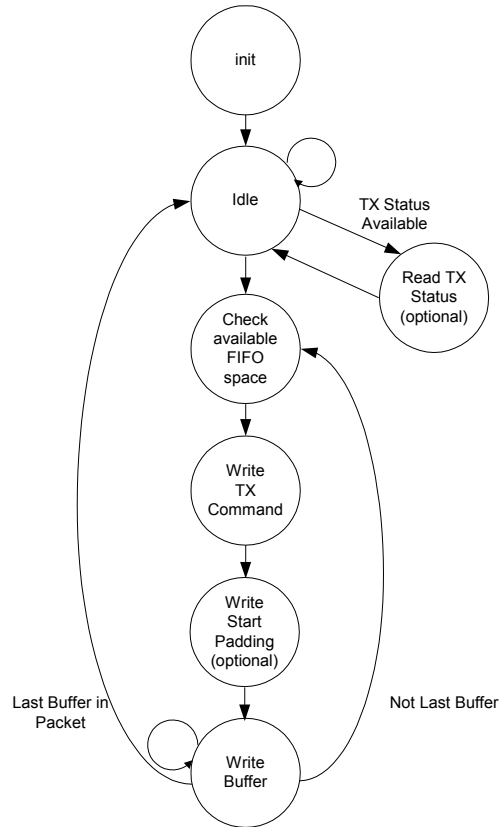 init
Idle
TX Status
Available
Read TX
Status
(optional)
Check
available
FIFO
space
Write
TX
Command
Write
Start
Padding
(optional)
Last Buffer in
Packet
Not Last Buffer
Write
Buffer